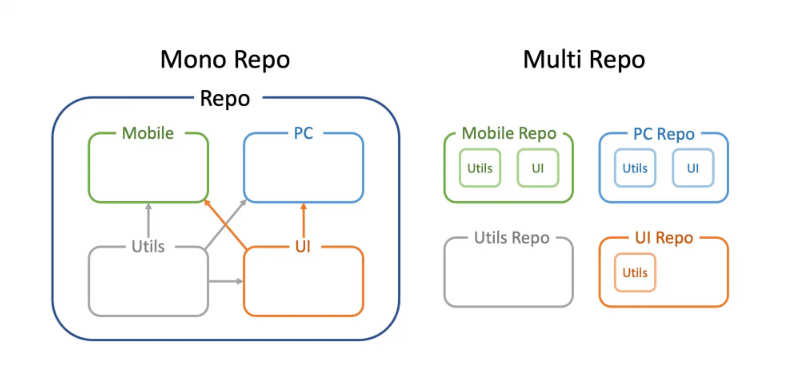 Mono Repo
Repo
Mobile
PC
Utils
UI
Multi Repo
Mobile Repo
Utils
UI
PC Repo
Utils
UI
Utils Repo
UI Repo
Utils